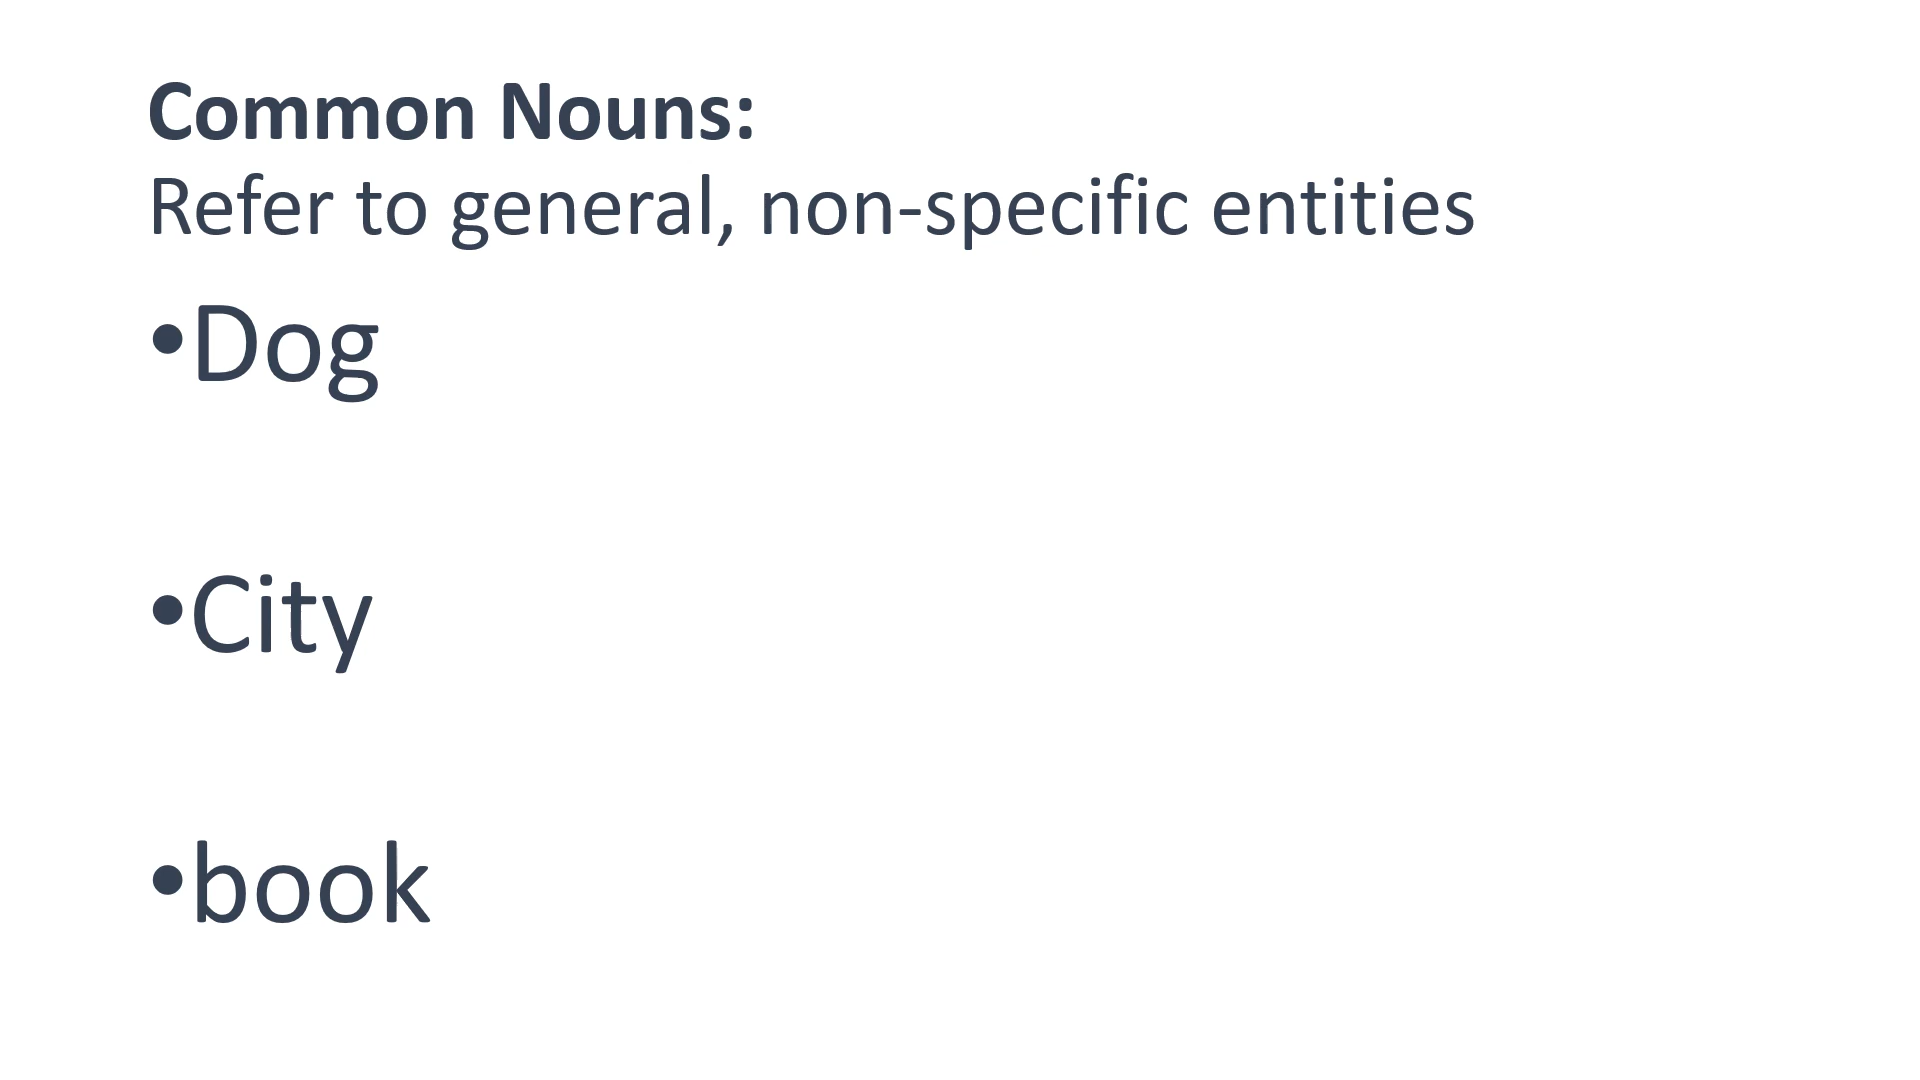 Common Nouns:
Refer to general, non-specific entities
•Dog
•City
•book